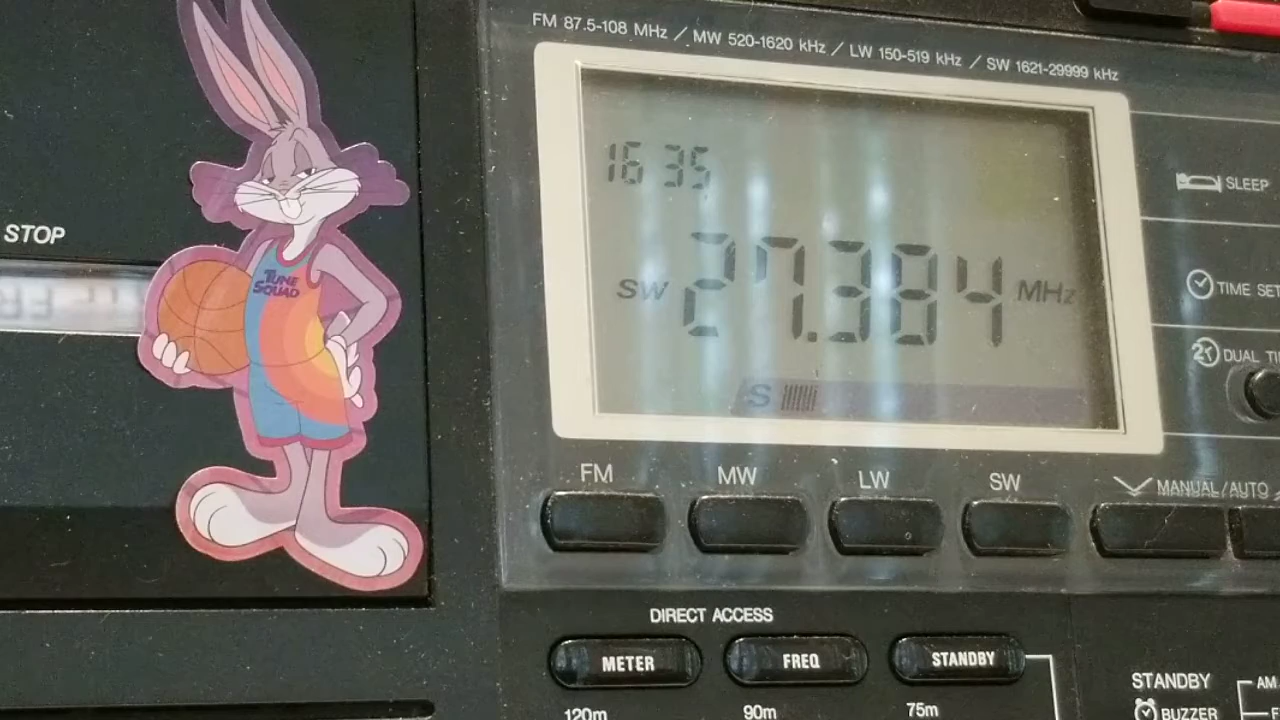 FM 87.5-108 MHz / MW 520-1620 kHz / LW 150-519 kHz / SW 1621-29999 kHz
16 35
SLEEP
STOP
TUNE
SQUAD
SW 27.384 MHz
TIME SET
DUAL TI
S
FM MW LW SW MANUAL/AUTO
DIRECT ACCESS
METER FREQ STANDBY
STANDBY AM
BUZZER F
120m 90m 75m